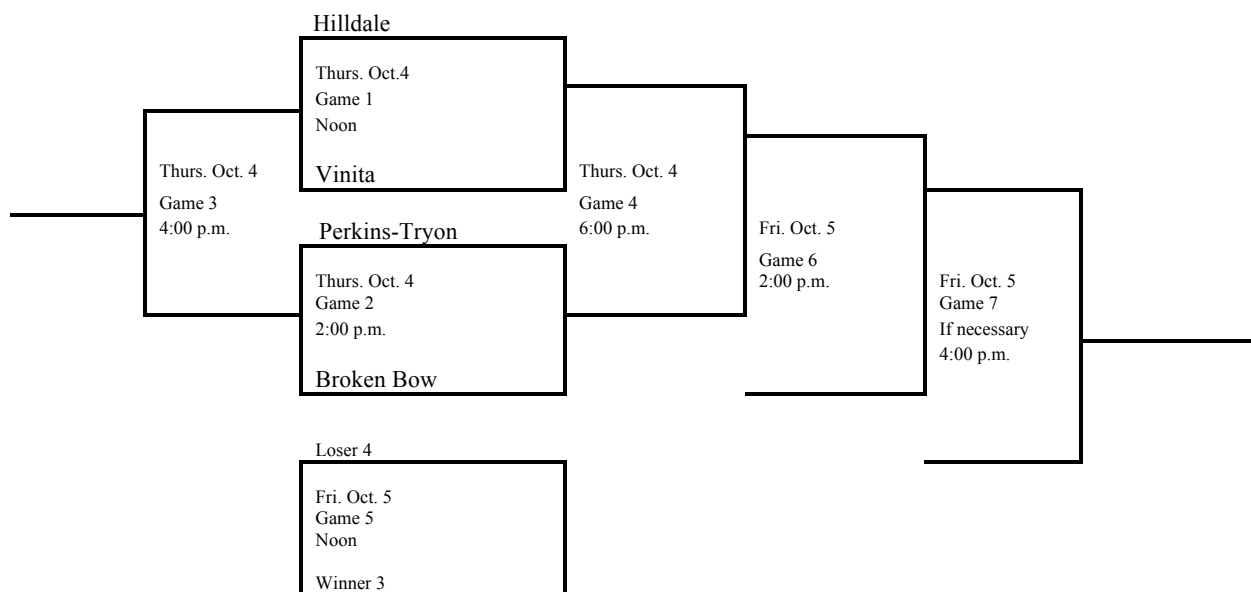 Hilldale
Thurs. Oct.4
Game 1
Noon
Vinita
Thurs. Oct. 4
Game 3
4:00 p.m.
Thurs. Oct. 4
Game 4
6:00 p.m.
Perkins-Tryon
Thurs. Oct. 4
Game 2
2:00 p.m.
Broken Bow
Fri. Oct. 5
Game 6
2:00 p.m.
Fri. Oct. 5
Game 7
If necessary
4:00 p.m.
Loser 4
Fri. Oct. 5
Game 5
Noon
Winner 3